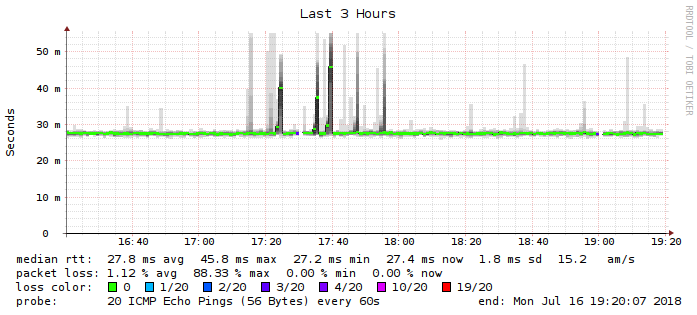 Last 3 Hours
RRDTOOL / TOBI OETIKER
Seconds
50 m
40 m
30 m
20 m
10 m
0
16:40 17:00 17:20 17:40 18:00 18:20 18:40 19:00 19:20
median rtt: 27.8 ms avg 45.8 ms max 27.2 ms min 27.4 ms now 1.8 ms sd 15.2 am/s
packet loss: 1.12 % avg 88.33 % max 0.00 % min 0.00 % now
loss color: 0 1/20 2/20 3/20 4/20 10/20 19/20
probe: 20 ICMP Echo Pings (56 Bytes) every 60s end: Mon Jul 16 19:20:07 2018